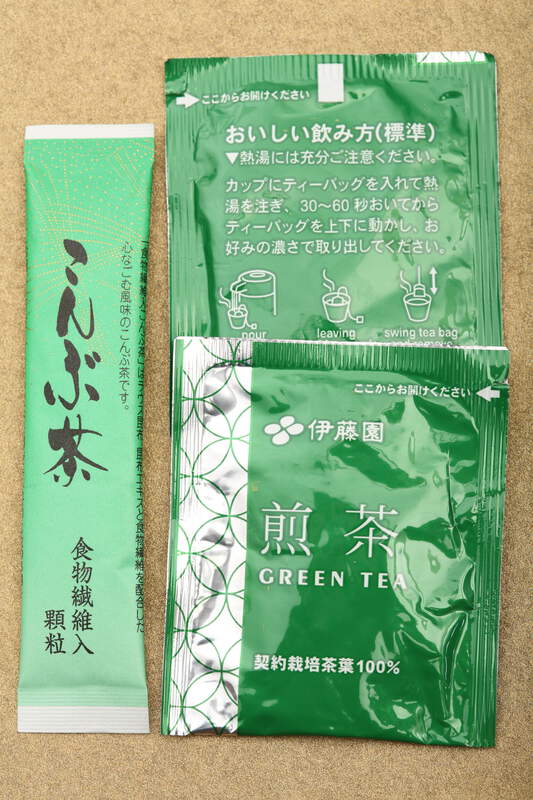 こんぶ茶
食物繊維入
顆粒
心なごむ風味のこんぶ茶です。
ここからお開けください
おいしい飲み方(標準)
▼熱湯には充分ご注意ください。
カップにティーバッグを入れて熱
湯を注ぎ、30〜60秒おいてから
ティーバッグを上下に動かし、お
好みの濃さで取り出してください。
pour
leaving
swing tea bag
ここからお開けください
伊藤園
煎茶
GREEN TEA
契約栽培茶葉100%